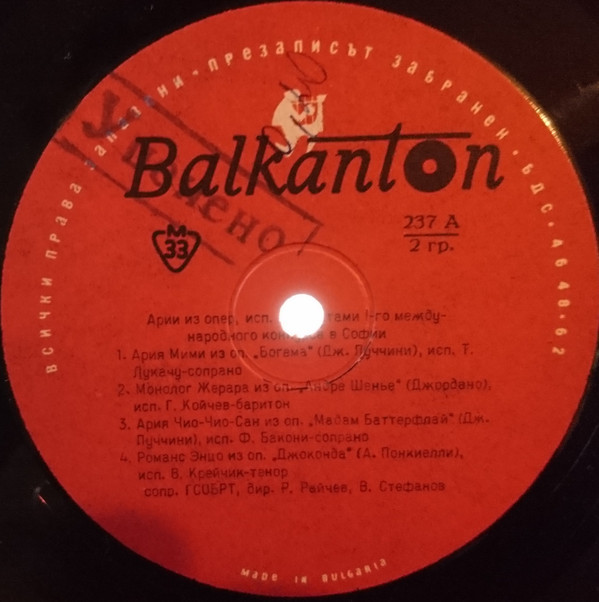 ВСИЧКИ ПРАВА ЗАПАЗЕНИ · ПРЕЗАПИСЪТ ЗАБРАНЕН · БДС · 4648-62
Balkanton
М
33
237 А
2 гр.
Арии из опер, исп.
народного в Софии
1. Ария Мими из оп. „Богема" (Дж. Пуччини), исп. Т.
Лукачу-сопрано
2. Монолог Жерара из оп. „Андре Шенье" (Джордано),
исп. Г. Койчев-баритон
3. Ария Чио-Чио-Сан из оп. „Мадам Баттерфлай" (Дж.
Пуччини), исп. Ф. Бакони-сопрано
4. Романс Энцо из оп. „Джоконда" (А. Понкиелли),
исп. В. Крейчик-тенор
сопр. ГСОБРТ, дир. Р. Райчев, В. Стефанов
MADE IN BULGARIA